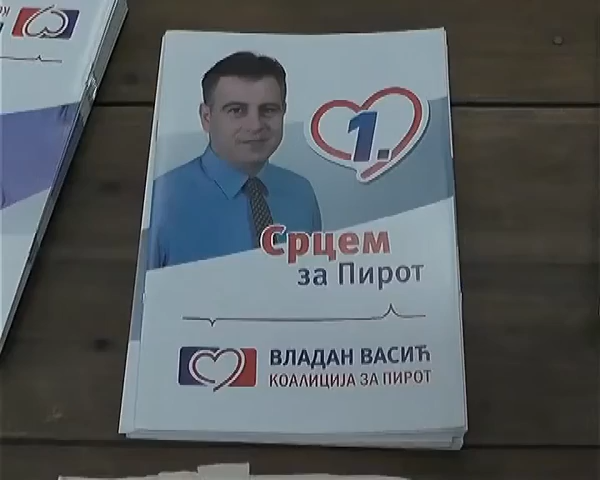 1.
Срцем
за Пирот
ВЛАДАН ВАСИЋ
КОАЛИЦИЈА ЗА ПИРОТ